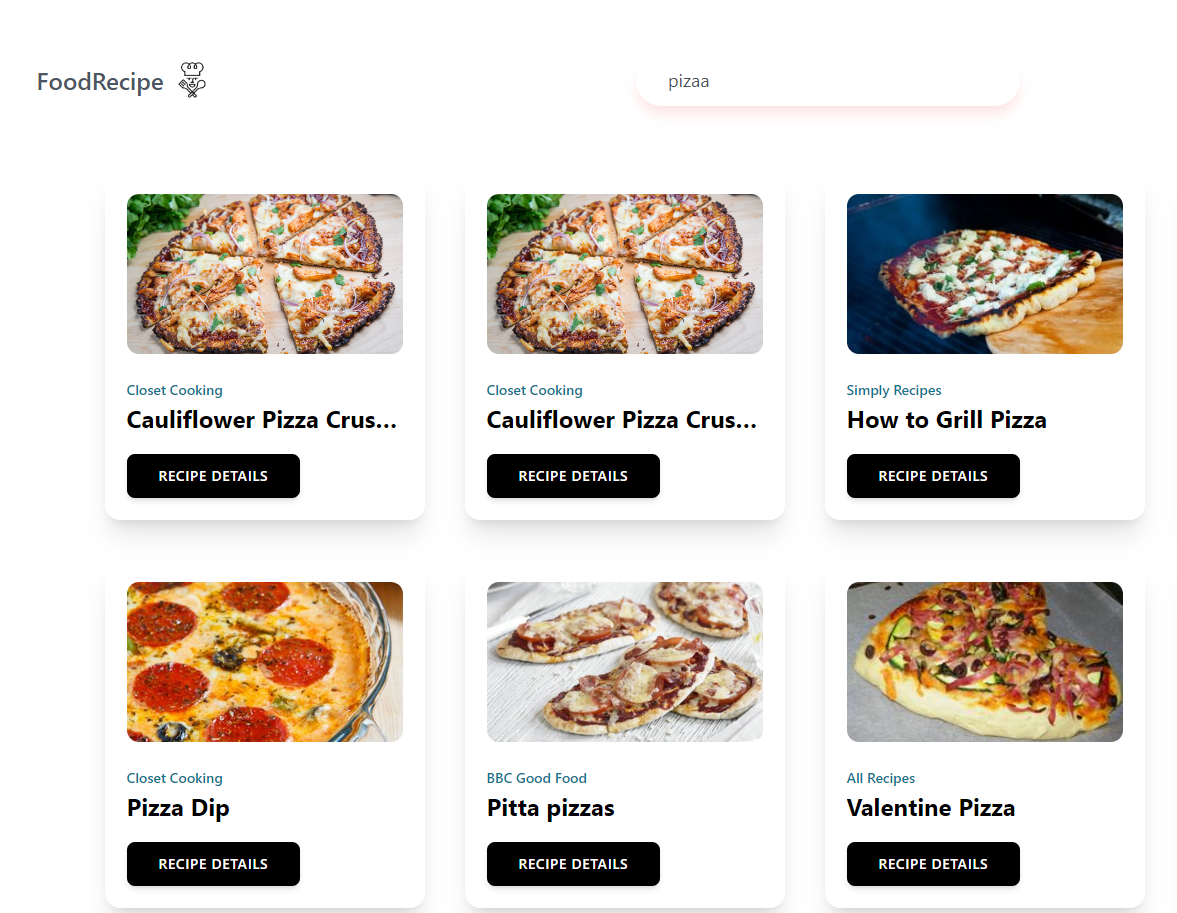 FoodRecipe
pizaa
Closet Cooking
Cauliflower Pizza Crus...
RECIPE DETAILS
Closet Cooking
Cauliflower Pizza Crus...
RECIPE DETAILS
Simply Recipes
How to Grill Pizza
RECIPE DETAILS
Closet Cooking
Pizza Dip
RECIPE DETAILS
BBC Good Food
Pitta pizzas
RECIPE DETAILS
All Recipes
Valentine Pizza
RECIPE DETAILS